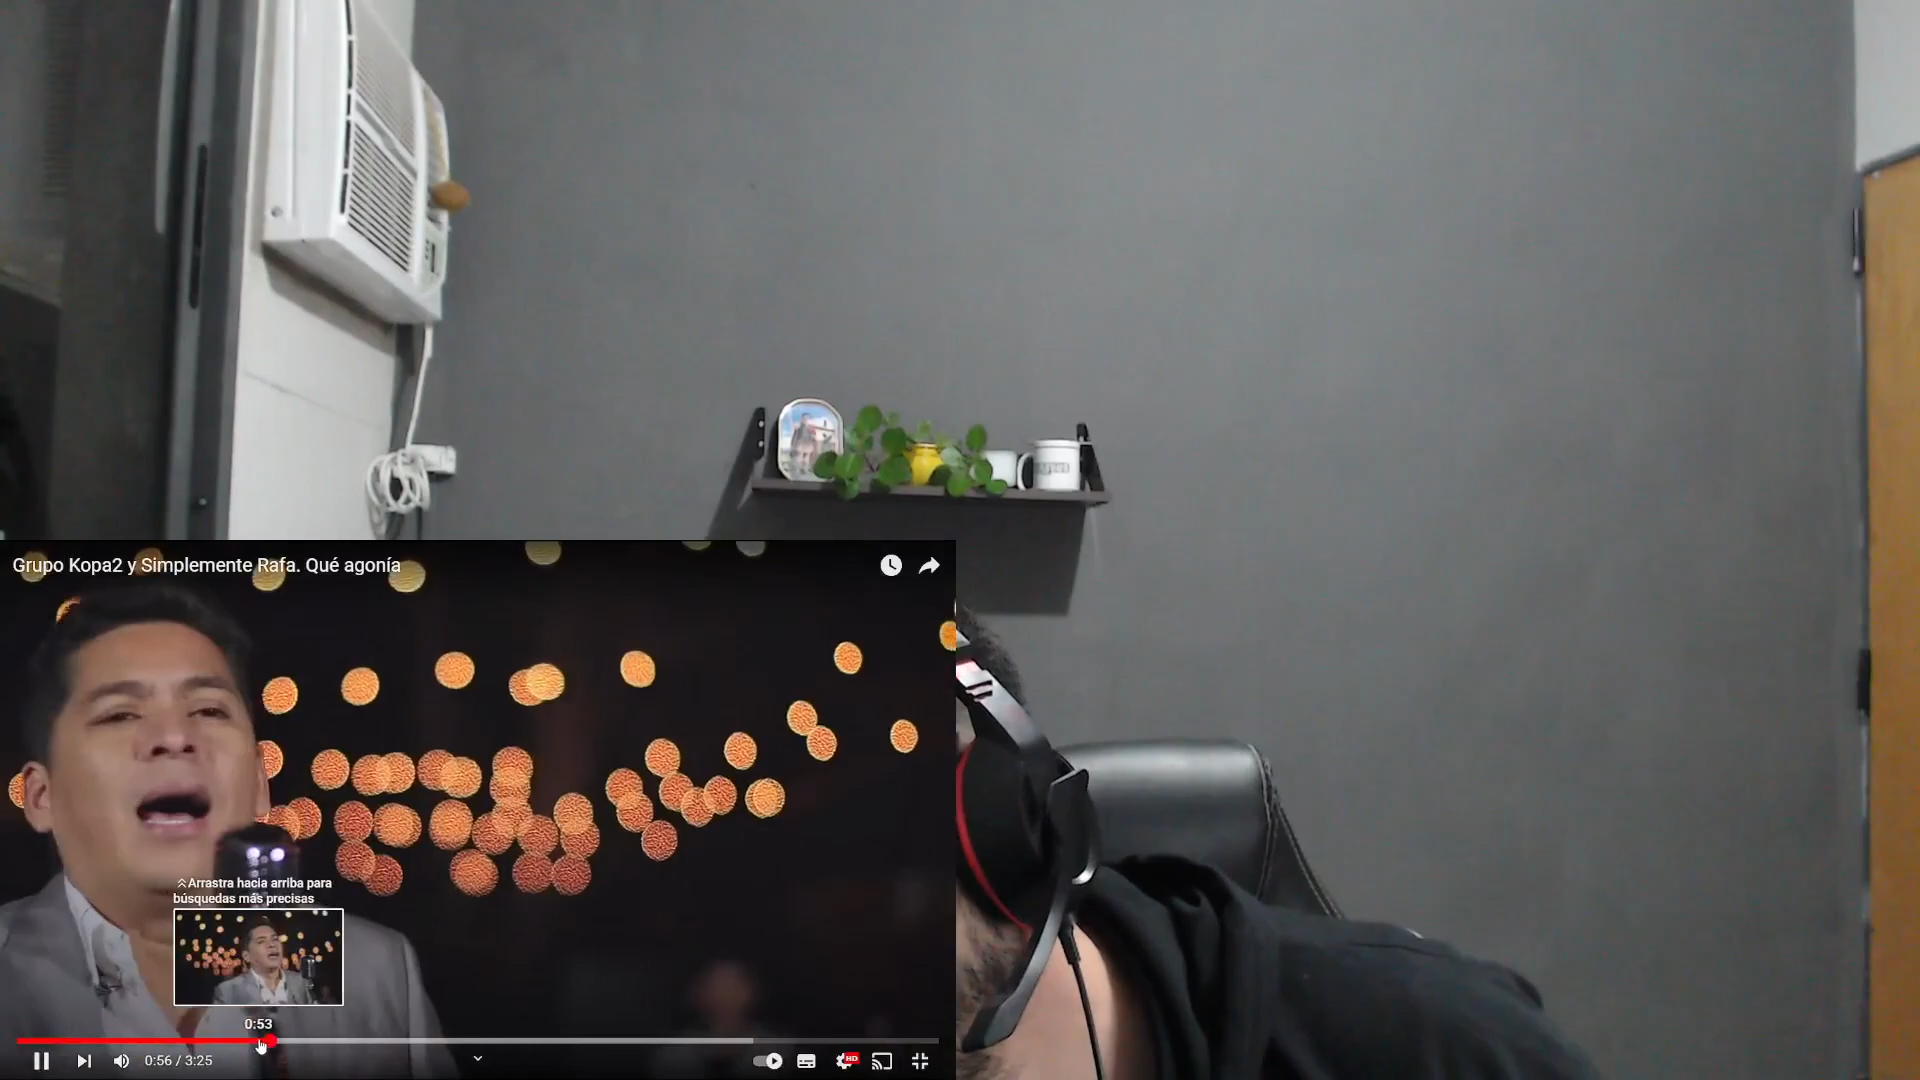 Grupo Kopa2 y Simplemente Rafa. Qué agonía
Arrastra hacia arriba para
búsquedas más precisas
0:53
0:56 / 3:25
HD